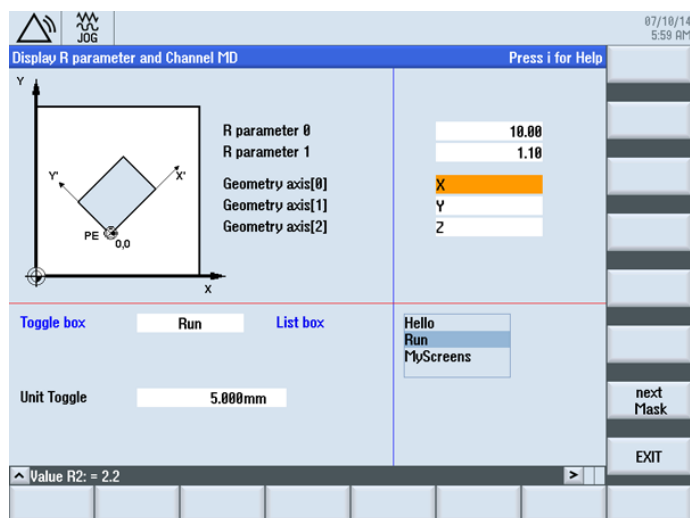 JOG
07/10/14
5:59 AM
Display R parameter and Channel MD
Press i for Help
Y
R parameter 0
10.00
R parameter 1
1.10
Y'
X'
Geometry axis[0]
X
Geometry axis[1]
Y
Geometry axis[2]
Z
PE
0,0
X
Toggle box
Run
List box
Hello
Run
MyScreens
Unit Toggle
5.000mm
next
Mask
EXIT
Value R2: = 2.2